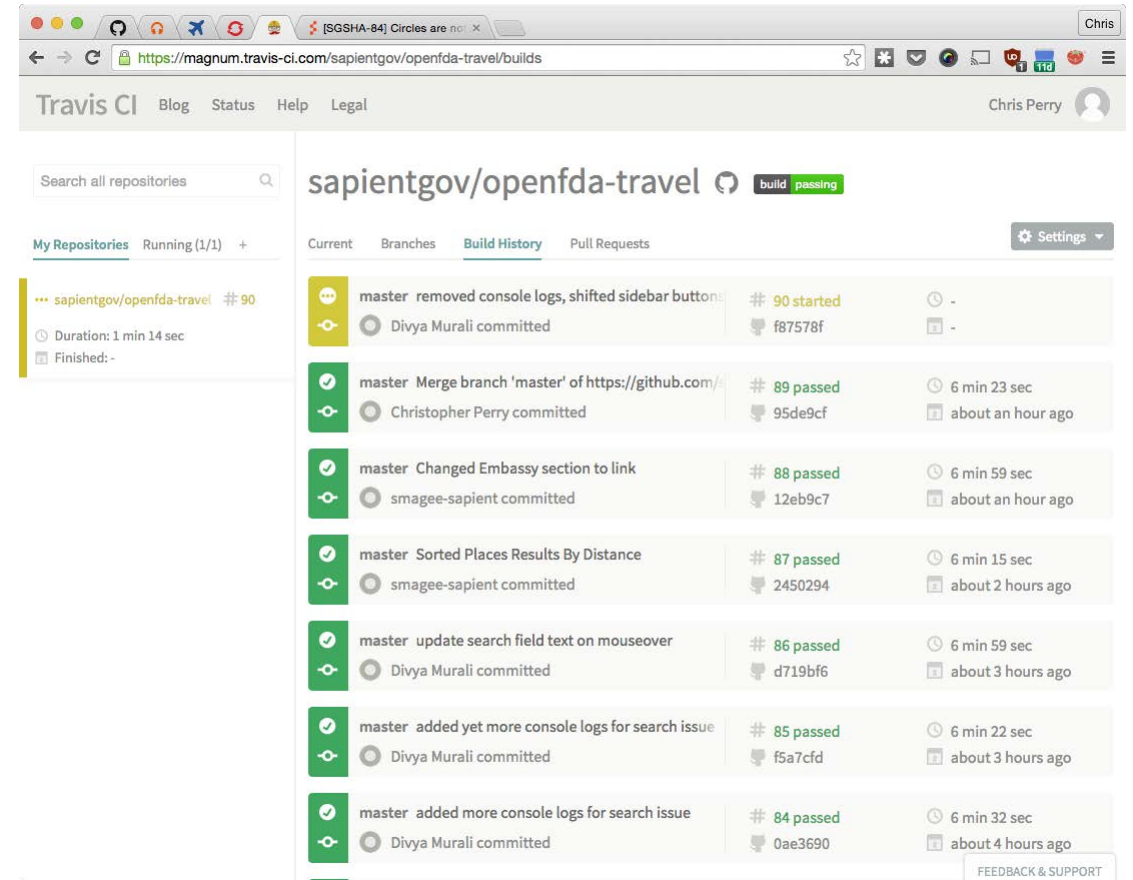 [SGSHA-84] Circles are no
Chris
https://magnum.travis-ci.com/sapientgov/openfda-travel/builds
1
11d
Travis CI Blog Status Help Legal
Chris Perry
Search all repositories
sapientgov/openfda-travel build passing
My Repositories Running (1/1) +
Current Branches Build History Pull Requests
Settings
sapientgov/openfda-travel # 90
Duration: 1 min 14 sec
Finished: -
master removed console logs, shifted sidebar buttons
# 90 started
-
Divya Murali committed
f87578f
-
master Merge branch 'master' of https://github.com/
# 89 passed
6 min 23 sec
Christopher Perry committed
95de9cf
about an hour ago
master Changed Embassy section to link
# 88 passed
6 min 59 sec
smagee-sapient committed
12eb9c7
about an hour ago
master Sorted Places Results By Distance
# 87 passed
6 min 15 sec
smagee-sapient committed
2450294
about 2 hours ago
master update search field text on mouseover
# 86 passed
6 min 59 sec
Divya Murali committed
d719bf6
about 3 hours ago
master added yet more console logs for search issue
# 85 passed
6 min 22 sec
Divya Murali committed
f5a7cfd
about 3 hours ago
master added more console logs for search issue
# 84 passed
6 min 32 sec
Divya Murali committed
0ae3690
about 4 hours ago
FEEDBACK & SUPPORT